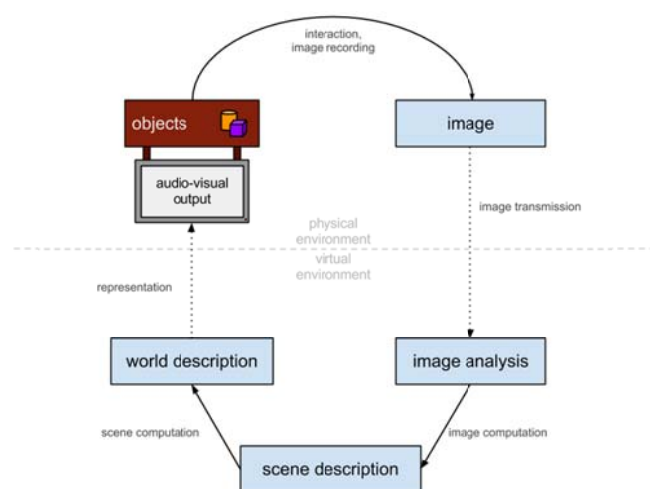 interaction,
image recording
objects
image
audio-visual
output
image transmission
physical
environment
virtual
environment
representation
world description
image analysis
scene computation
image computation
scene description